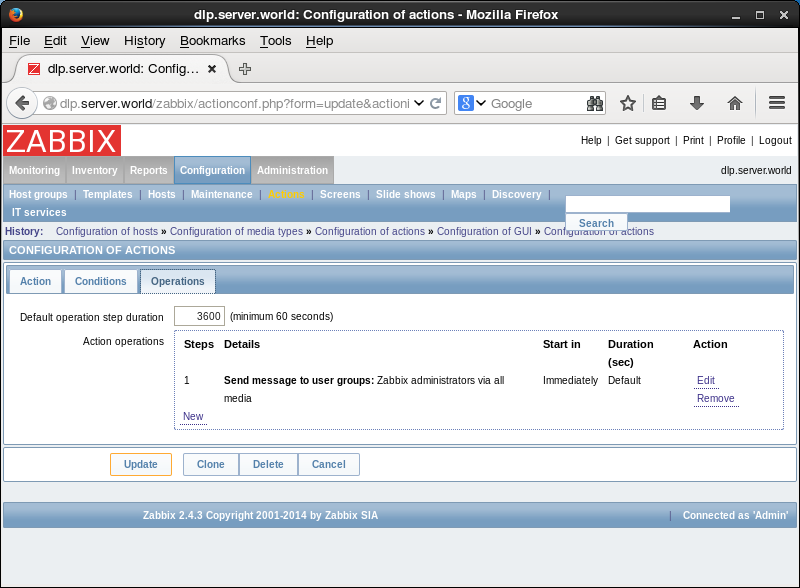 dlp.server.world: Configuration of actions - Mozilla Firefox
File Edit View History Bookmarks Tools Help
dlp.server.world: Config...
dlp.server.world/zabbix/actionconf.php?form=update&actioni
Google
ZABBIX
Help | Get support | Print | Profile | Logout
Monitoring Inventory Reports Configuration Administration
dlp.server.world
Host groups | Templates | Hosts | Maintenance | Actions | Screens | Slide shows | Maps | Discovery |
IT services
Search
History: Configuration of hosts » Configuration of media types » Configuration of actions » Configuration of GUI » Configuration of actions
CONFIGURATION OF ACTIONS
Action Conditions Operations
Default operation step duration 3600 (minimum 60 seconds)
Action operations
Steps Details Start in Duration Action
(sec)
1 Send message to user groups: Zabbix administrators via all Immediately Default Edit
media Remove
New
Update Clone Delete Cancel
Zabbix 2.4.3 Copyright 2001-2014 by Zabbix SIA | Connected as 'Admin'